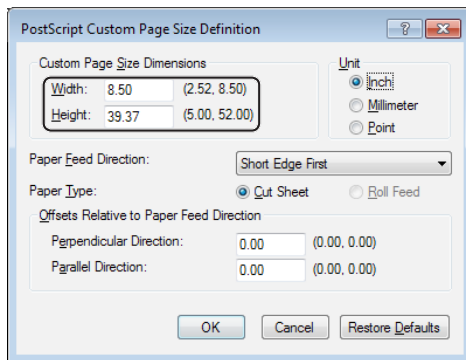 PostScript Custom Page Size Definition
Custom Page Size Dimensions
Width: 8.50 (2.52, 8.50)
Height: 39.37 (5.00, 52.00)
Unit
Inch
Millimeter
Point
Paper Feed Direction: Short Edge First
Paper Type: Cut Sheet Roll Feed
Offsets Relative to Paper Feed Direction
Perpendicular Direction: 0.00 (0.00, 0.00)
Parallel Direction: 0.00 (0.00, 0.00)
OK Cancel Restore Defaults